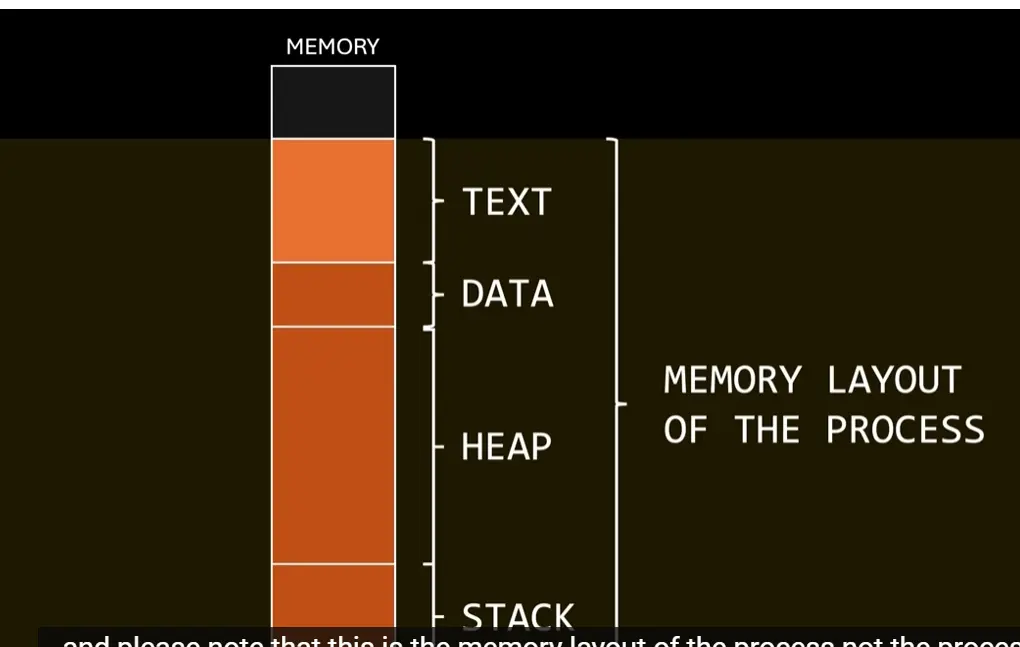 MEMORY
TEXT
DATA
HEAP
MEMORY LAYOUT
OF THE PROCESS
STACK
and please note that this is the memory layout of the process not the